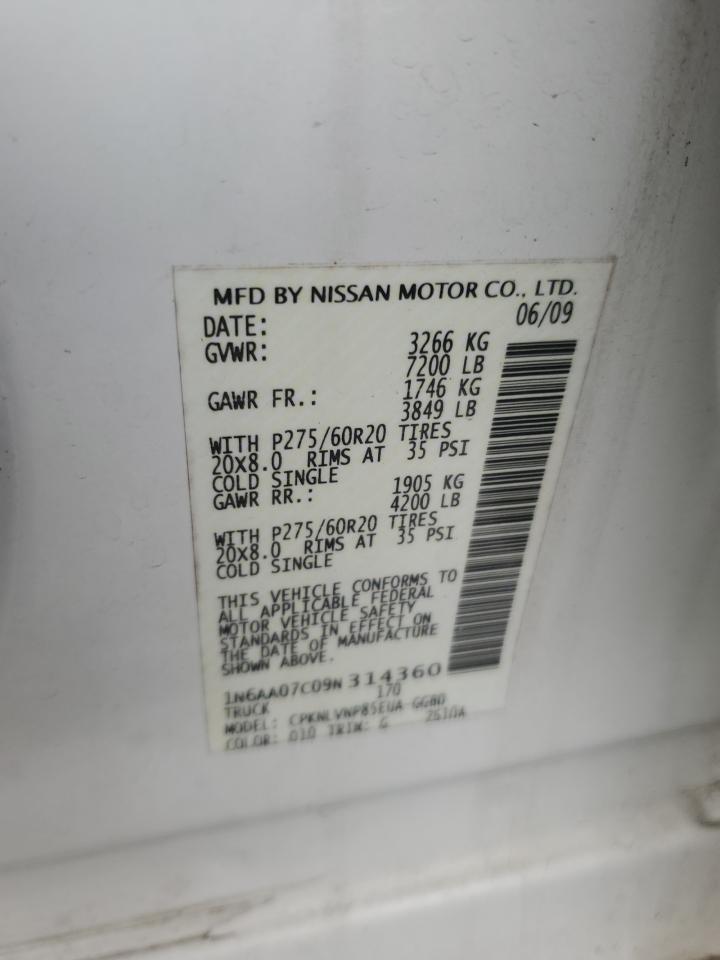 MFD BY NISSAN MOTOR CO., LTD.
DATE: 06/09
GVWR: 3266 KG
7200 LB
GAWR FR.: 1746 KG
3849 LB
WITH P275/60R20 TIRES
20X8.0 RIMS AT 35 PSI
COLD SINGLE
GAWR RR.: 1905 KG
4200 LB
WITH P275/60R20 TIRES
20X8.0 RIMS AT 35 PSI
COLD SINGLE
THIS VEHICLE CONFORMS TO
ALL APPLICABLE FEDERAL
MOTOR VEHICLE SAFETY
STANDARDS IN EFFECT ON
THE DATE OF MANUFACTURE
SHOWN ABOVE.
1N6AA07C09N314360
TRUCK 170
MODEL:
COLOR: 010 TRIM: G